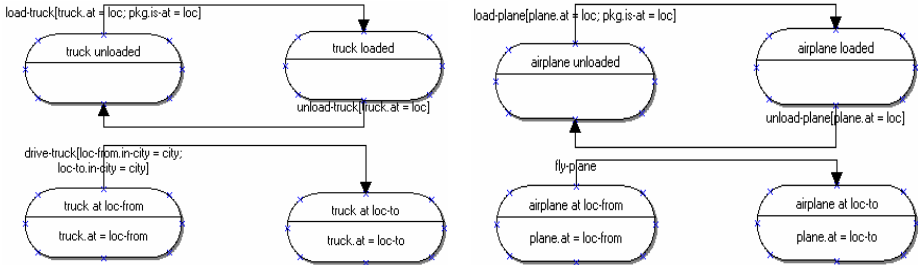 load-truck[truck.at = loc; pkg.is-at = loc]
truck unloaded
truck loaded
unload-truck[truck.at = loc]
drive-truck[loc-from.in-city = city;
loc-to.in-city = city]
truck at loc-from
truck.at = loc-from
truck at loc-to
truck.at = loc-to
load-plane[plane.at = loc; pkg.is-at = loc]
airplane unloaded
airplane loaded
unload-plane[plane.at = loc]
fly-plane
airplane at loc-from
plane.at = loc-from
airplane at loc-to
plane.at = loc-to